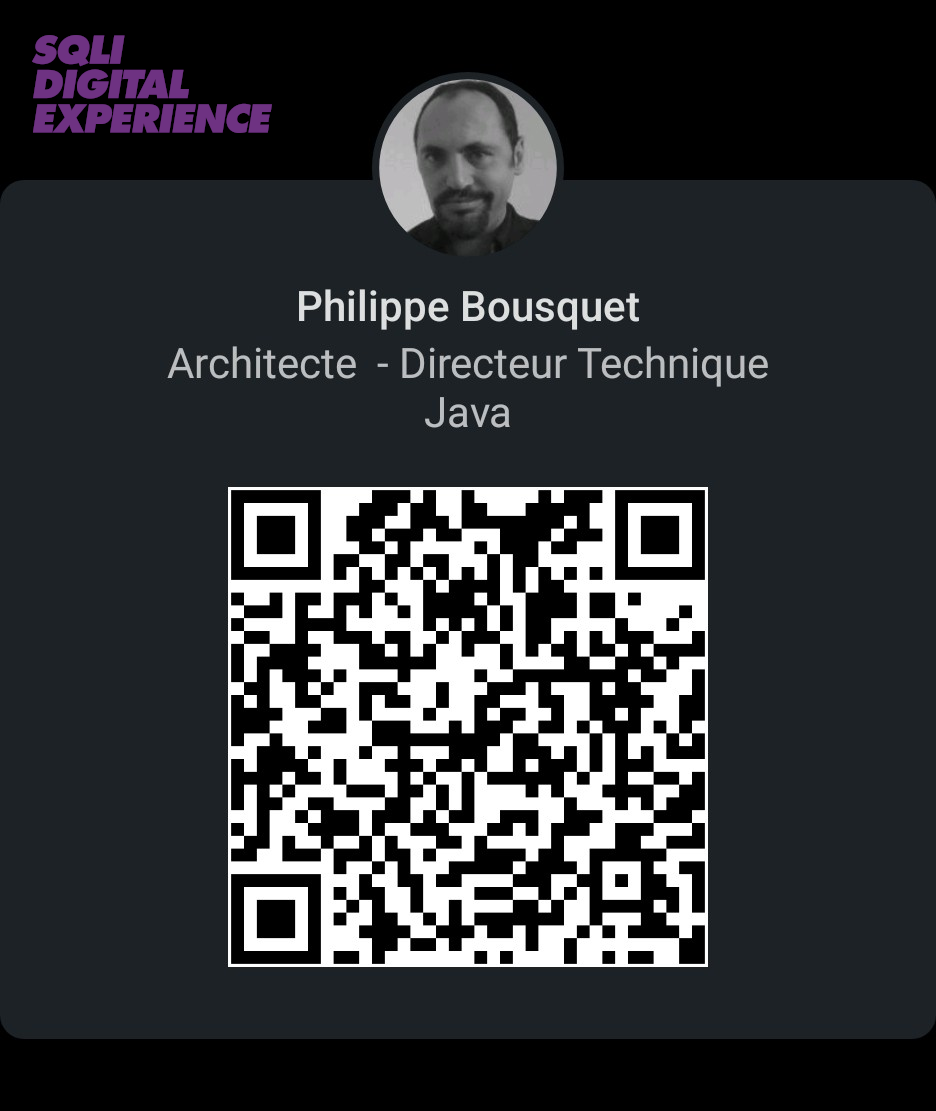 SQLI
DIGITAL
EXPERIENCE
Philippe Bousquet
Architecte - Directeur Technique
Java